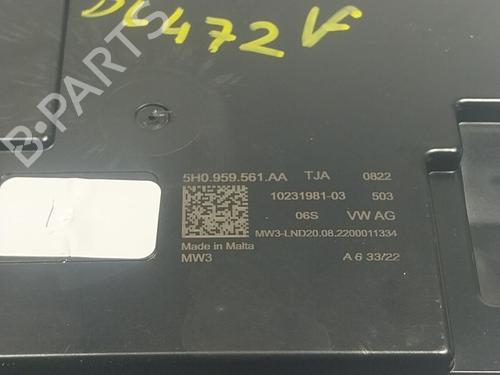 DC472V
B-PARTS
5H0.959.561.AA TJA 0822
10231981-03 503
06S VW AG
MW3-LND20.08.2200011334
Made in Malta
MW3 A 6 33/22